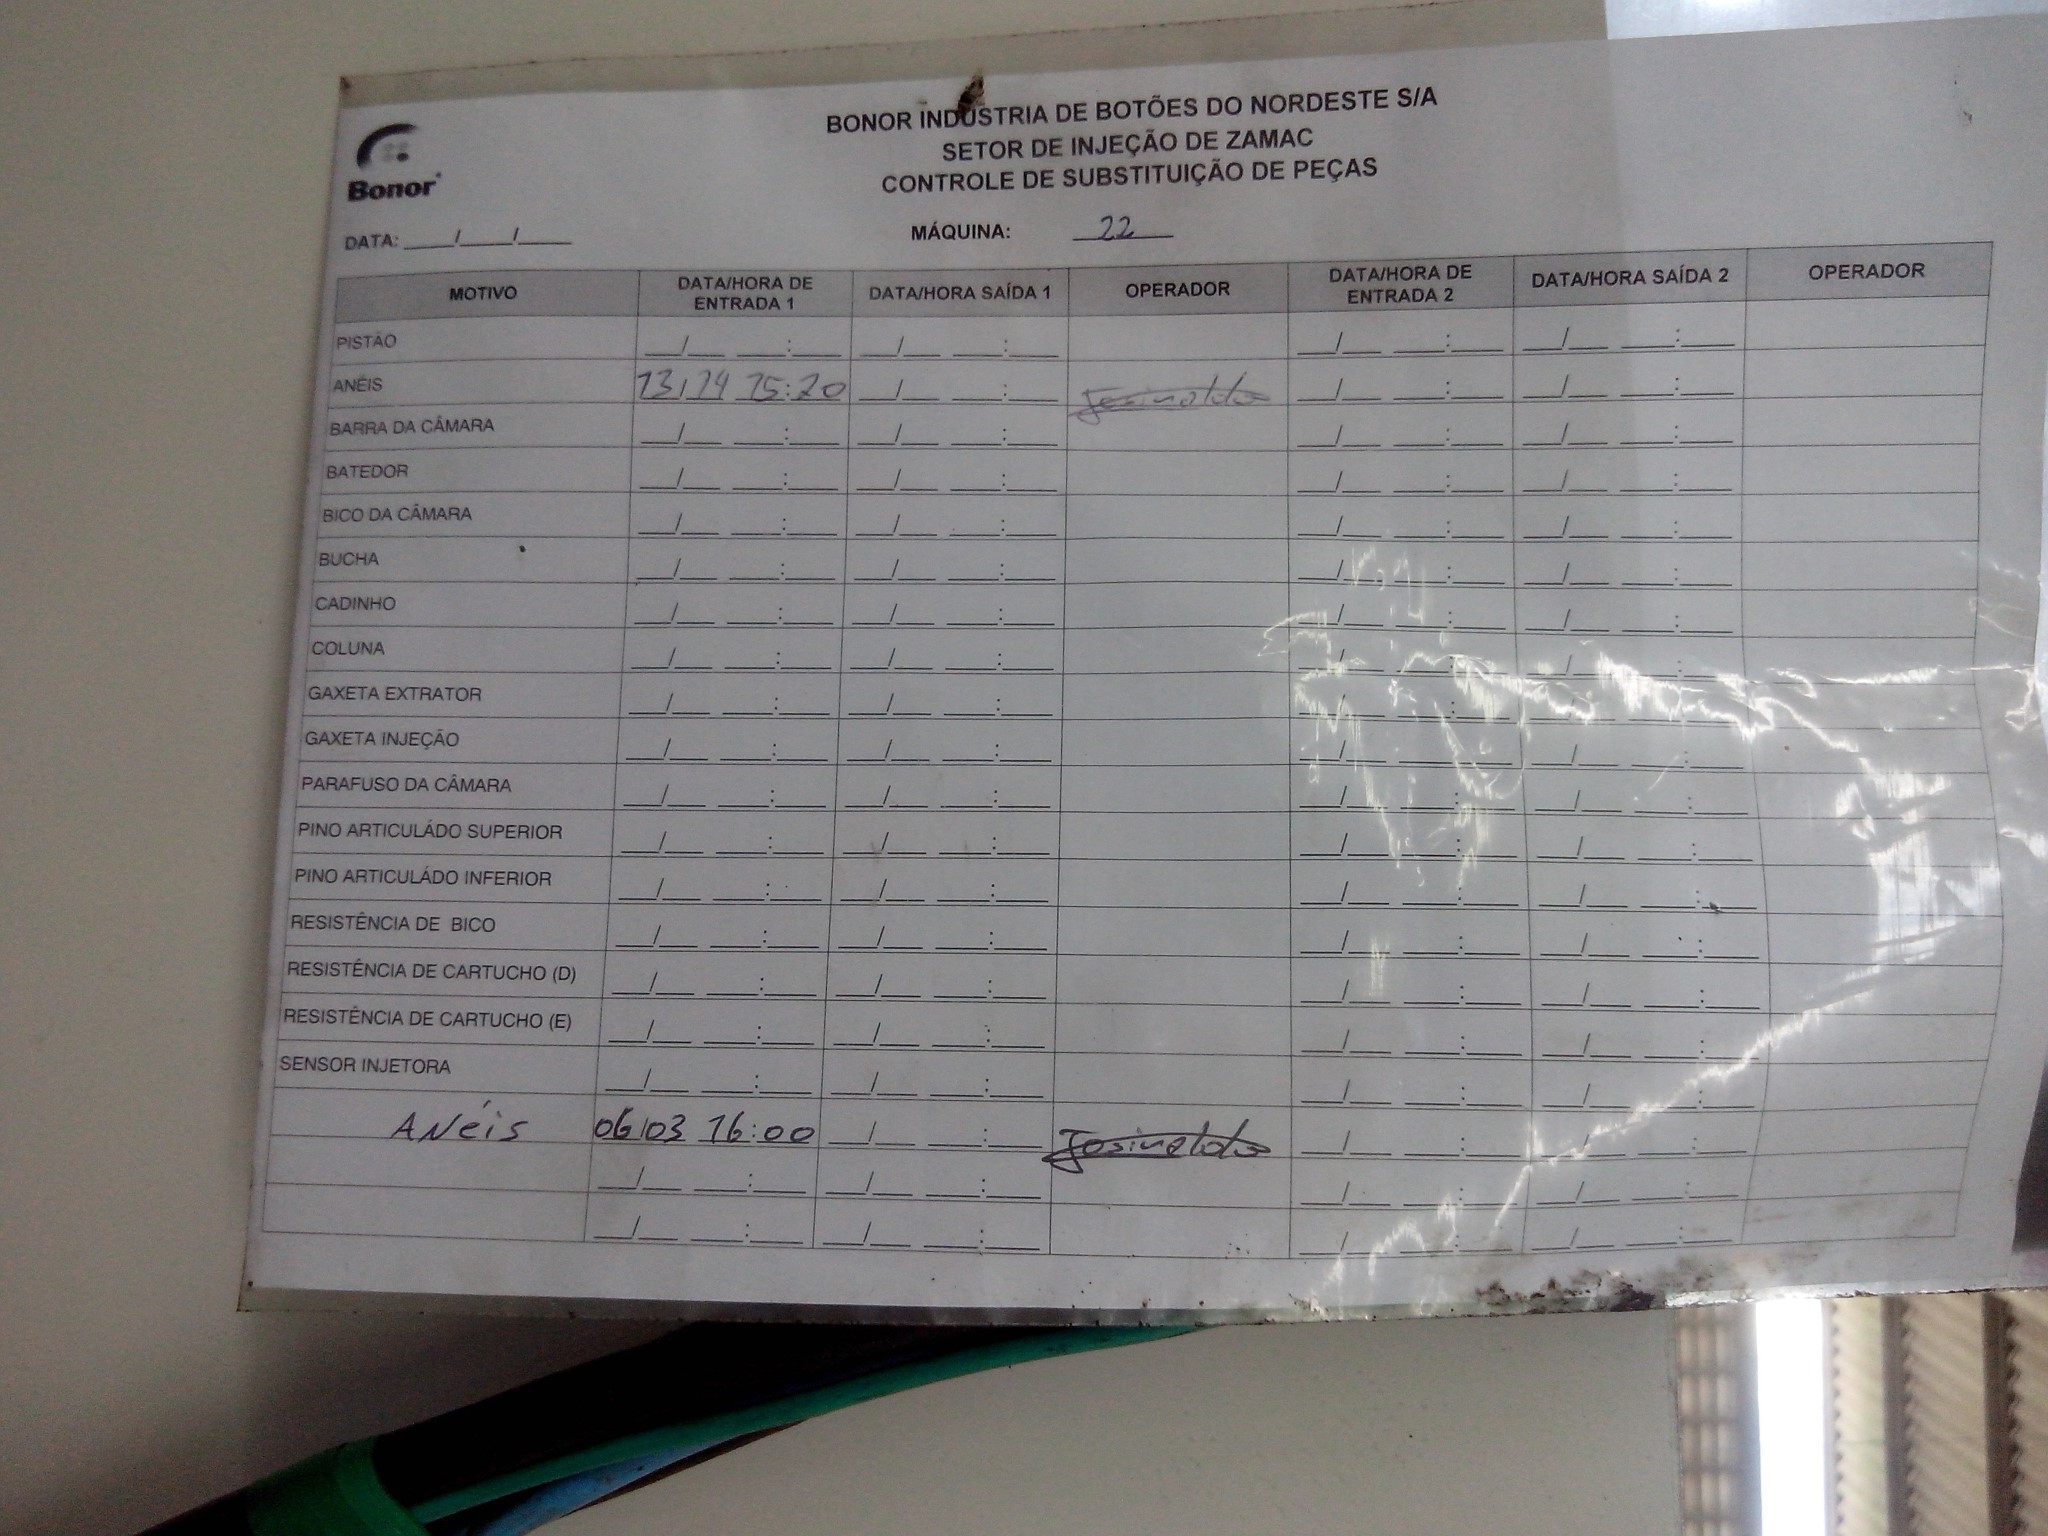 BONOR INDÚSTRIA DE BOTÕES DO NORDESTE S/A
SETOR DE INJEÇÃO DE ZAMAC
CONTROLE DE SUBSTITUIÇÃO DE PEÇAS
Bonor
DATA: ____/____/____ MÁQUINA: 22
MOTIVO DATA/HORA DE ENTRADA 1 DATA/HORA SAÍDA 1 OPERADOR DATA/HORA DE ENTRADA 2 DATA/HORA SAÍDA 2 OPERADOR
PISTÃO
ANÉIS 15:20 Josinaldo
BARRA DA CÂMARA
BATEDOR
BICO DA CÂMARA
BUCHA
CADINHO
COLUNA
GAXETA EXTRATOR
GAXETA INJEÇÃO
PARAFUSO DA CÂMARA
PINO ARTICULÁDO SUPERIOR
PINO ARTICULÁDO INFERIOR
RESISTÊNCIA DE BICO
RESISTÊNCIA DE CARTUCHO (D)
RESISTÊNCIA DE CARTUCHO (E)
SENSOR INJETORA
ANéis 06/03 16:00 Josinaldo